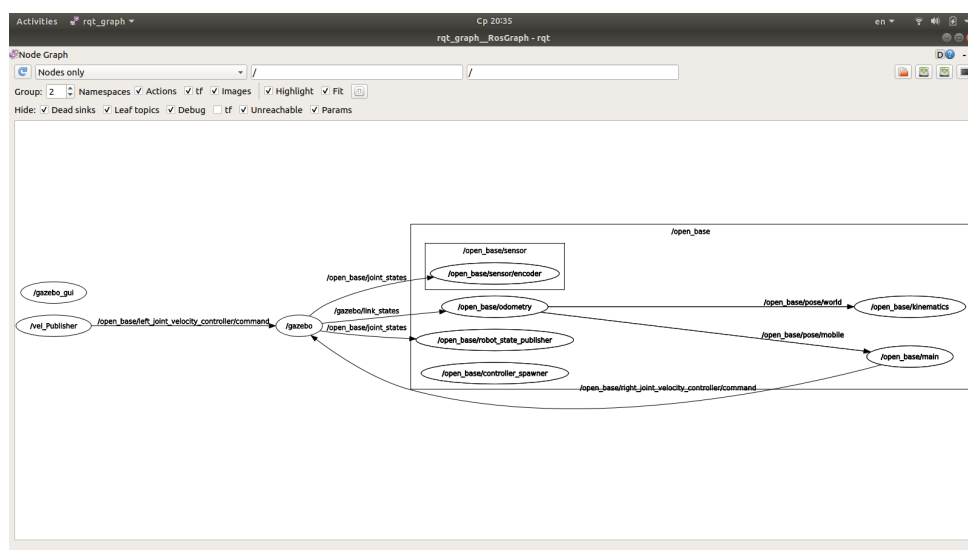 Activities rqt_graph Ср 20:35 en
rqt_graph__RosGraph - rqt
Node Graph D -
Nodes only / /
Group: 2 Namespaces Actions tf Images Highlight Fit
Hide: Dead sinks Leaf topics Debug tf Unreachable Params
/open_base
/open_base/sensor
/open_base/joint_states /open_base/sensor/encoder
/gazebo_gui
/gazebo/link_states /open_base/odometry /open_base/pose/world /open_base/kinematics
/vel_Publisher /open_base/left_joint_velocity_controller/command /gazebo /open_base/joint_states
/open_base/robot_state_publisher /open_base/pose/mobile
/open_base/main
/open_base/controller_spawner
/open_base/right_joint_velocity_controller/command